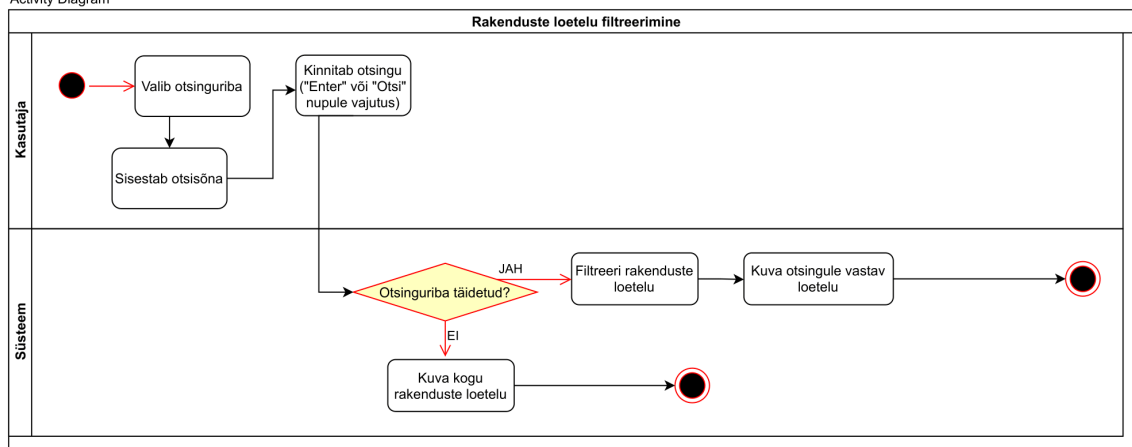 Activity Diagram
Rakenduste loetelu filtreerimine
Kasutaja
Valib otsinguriba
Sisestab otsisõna
Kinnitab otsingu
("Enter" või "Otsi"
nupule vajutus)
Süsteem
Otsinguriba täidetud?
JAH
Filtreeri rakenduste
loetelu
Kuva otsingule vastav
loetelu
EI
Kuva kogu
rakenduste loetelu